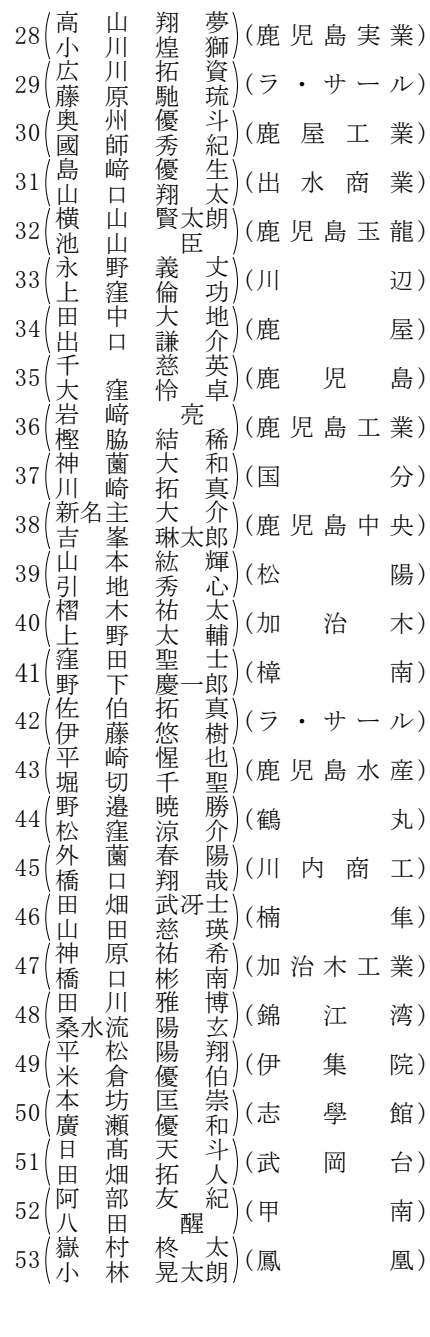 28 高山翔夢 (鹿児島実業)
小川煌獅
29 広川拓資 (ラ・サール)
藤原馳琉
30 奥州優斗 (鹿屋工業)
國師秀紀
31 島﨑優生 (出水商業)
山口翔太
32 横山賢太朗 (鹿児島玉龍)
池山臣
33 永野義丈 (川辺)
上窪倫功
34 田中大地 (鹿屋)
出口謙介
35 千慈英 (鹿児島)
大窪怜卓
36 岩﨑亮 (鹿児島工業)
樫脇結稀
37 神薗大和 (国分)
川崎拓真
38 新名主大介 (鹿児島中央)
吉峯琳太郎
39 山本紘輝 (松陽)
引地秀心
40 櫂木祐太 (加治木)
上野太輔
41 窪田聖士 (樟南)
野下慶一郎
42 佐伯拓真 (ラ・サール)
伊藤悠樹
43 平崎惺也 (鹿児島水産)
堀切千聖
44 野邉暁勝 (鶴丸)
松窪涼介
45 外薗春陽 (川内商工)
橋口翔哉
46 田畑武冴士 (楠隼)
山田慈瑛
47 神原祐希 (加治木工業)
橋口彬南
48 田川雅博 (錦江湾)
桑水流陽玄
49 平松陽翔 (伊集院)
米倉優伯
50 本坊匡崇 (志學館)
廣瀬優和
51 日髙天斗 (武岡台)
田畑拓人
52 阿部友紀 (甲南)
八田醒
53 嶽村柊太 (鳳凰)
小林晃太朗